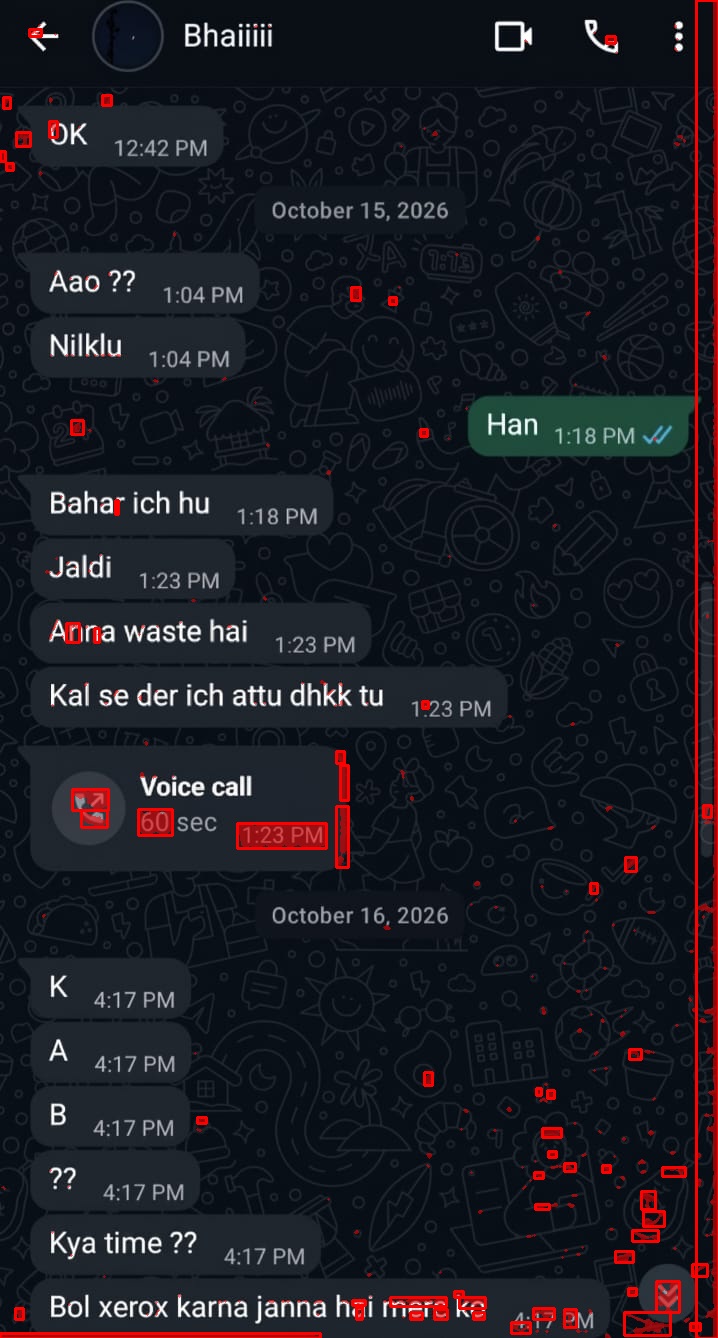 Bhaiiiii
OK 12:42 PM
October 15, 2026
Aao ?? 1:04 PM
Nilklu 1:04 PM
Han 1:18 PM
Bahar ich hu 1:18 PM
Jaldi 1:23 PM
Anna waste hai 1:23 PM
Kal se der ich attu dhkk tu 1:23 PM
Voice call
60 sec 1:23 PM
October 16, 2026
K 4:17 PM
A 4:17 PM
B 4:17 PM
?? 4:17 PM
Kya time ?? 4:17 PM
Bol xerox karna janna hai mere ko 4:17 PM